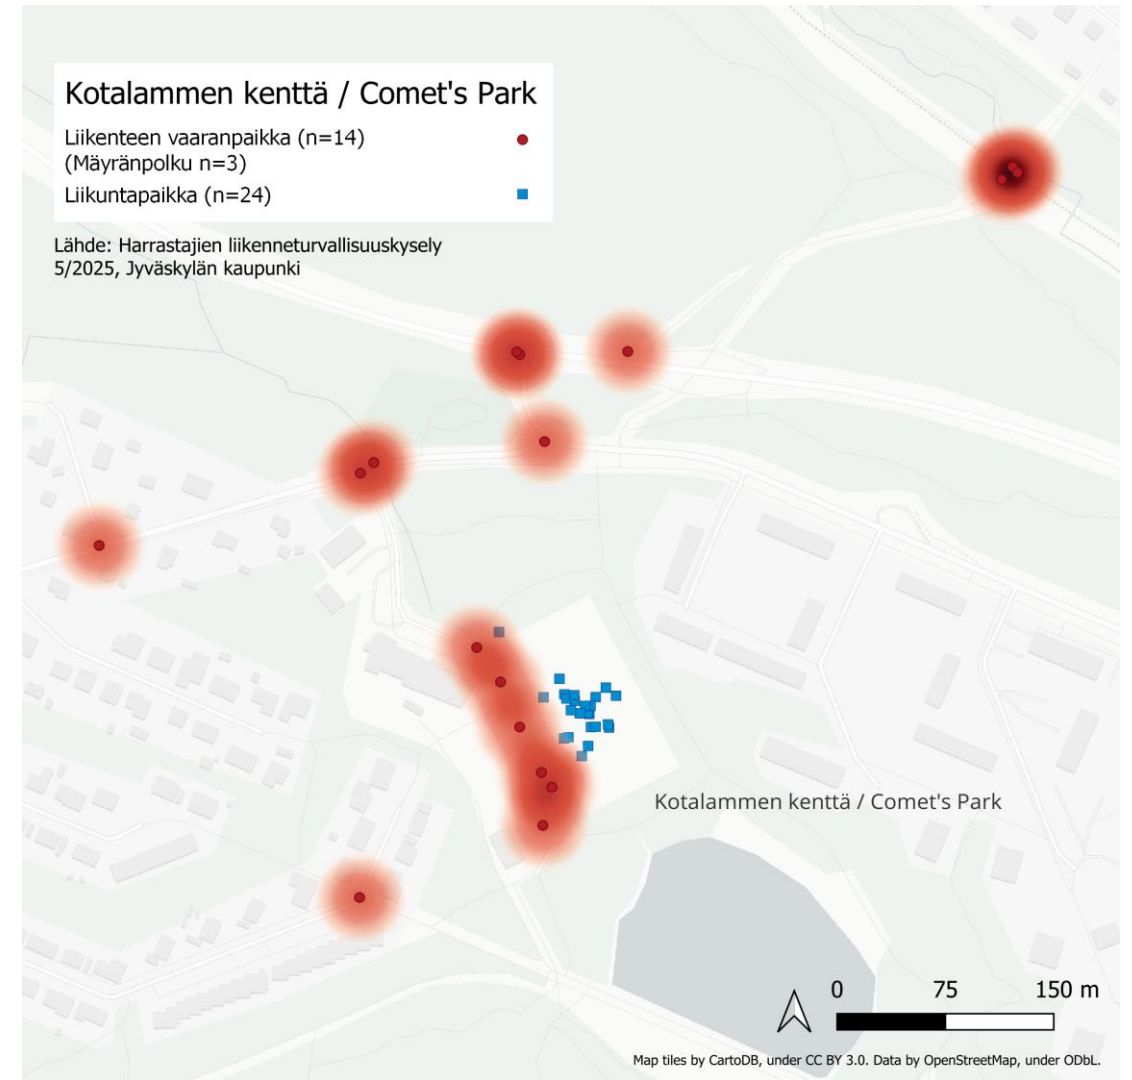 Kotalammen kenttä / Comet's Park
Liikenteen vaaranpaikka (n=14)
(Mäyränpolku n=3)
Liikuntapaikka (n=24)
Lähde: Harrastajien liikenneturvallisuuskysely
5/2025, Jyväskylän kaupunki
Kotalammen kenttä / Comet's Park
0 75 150 m
Map tiles by CartoDB, under CC BY 3.0. Data by OpenStreetMap, under ODbL.